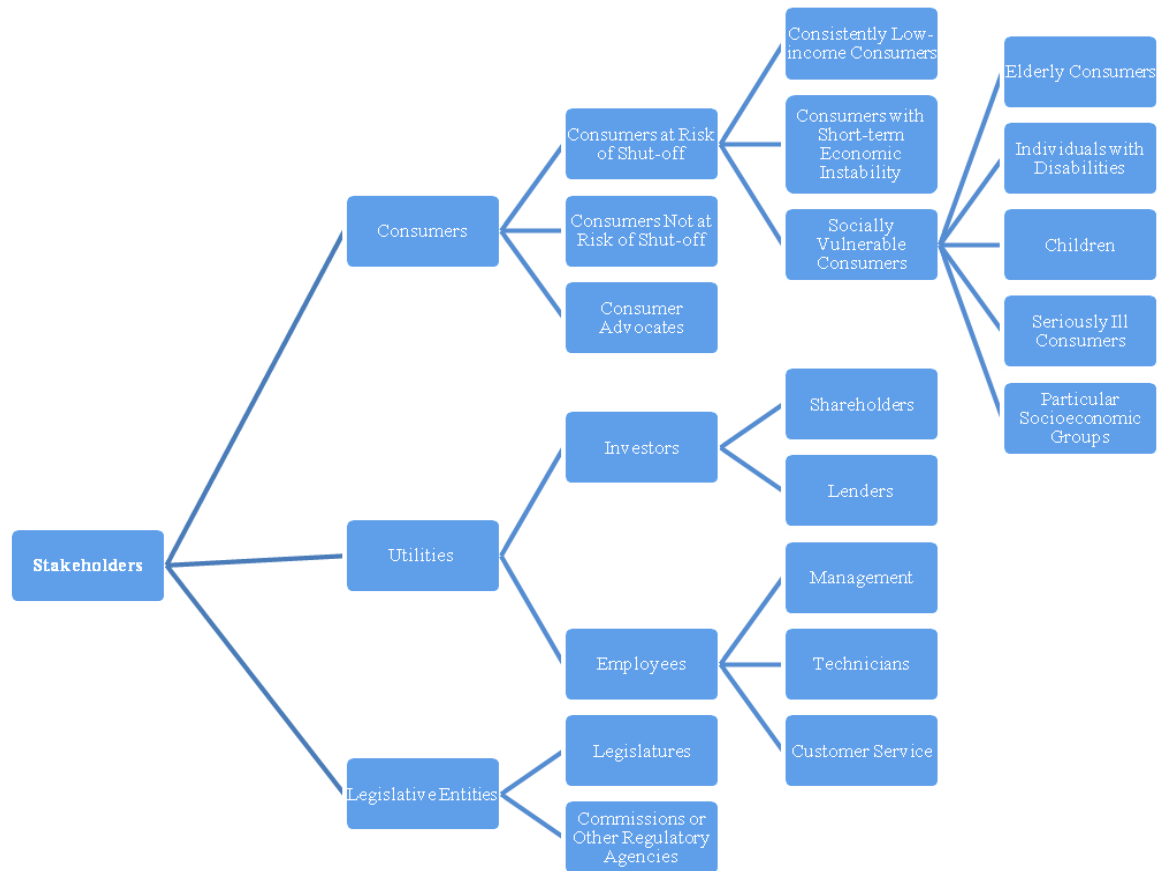 Stakeholders
Consumers
Consumers at Risk
of Shut-off
Consistently Low-
income Consumers
Consumers with
Short-term
Economic
Instability
Socially
Vulnerable
Consumers
Elderly Consumers
Individuals with
Disabilities
Children
Seriously Ill
Consumers
Particular
Socioeconomic
Groups
Consumers Not at
Risk of Shut-off
Consumer
Advocates
Utilities
Investors
Shareholders
Lenders
Employees
Management
Technicians
Customer Service
Legislative Entities
Legislatures
Commissions or
Other Regulatory
Agencies